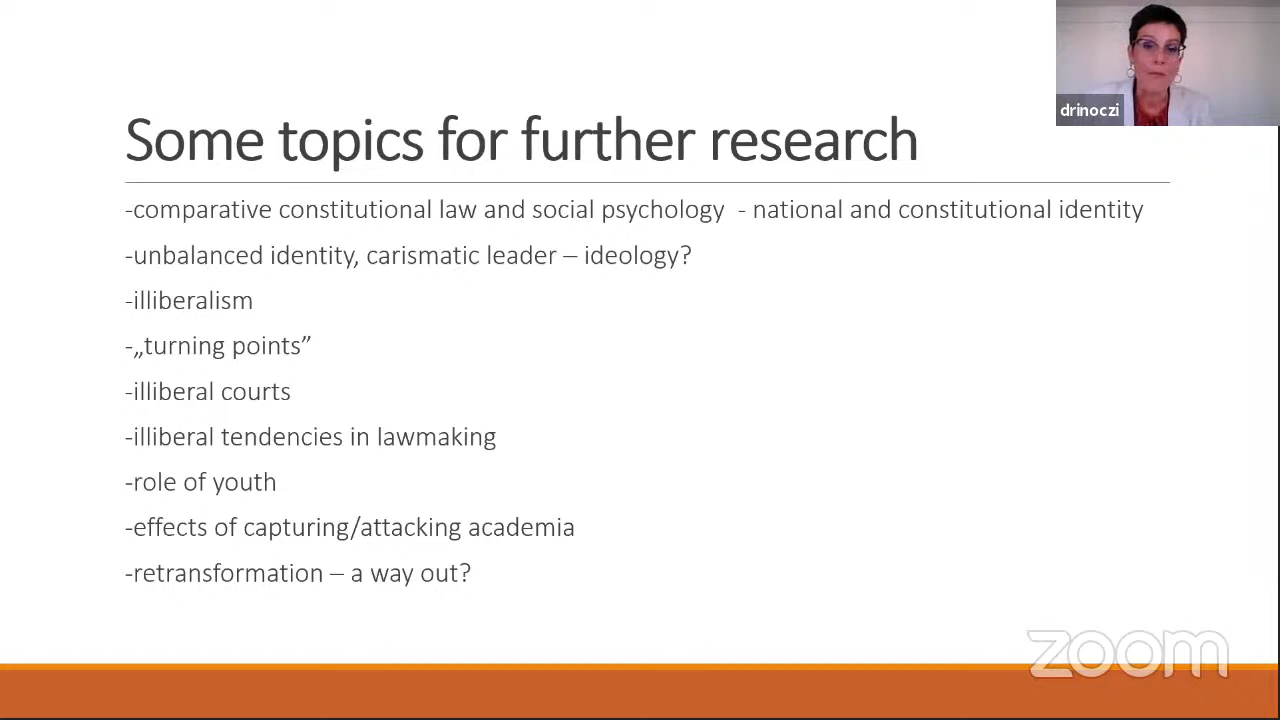 drinoczi
Some topics for further research
-comparative constitutional law and social psychology - national and constitutional identity
-unbalanced identity, carismatic leader – ideology?
-illiberalism
-„turning points”
-illiberal courts
-illiberal tendencies in lawmaking
-role of youth
-effects of capturing/attacking academia
-retransformation – a way out?
zoom